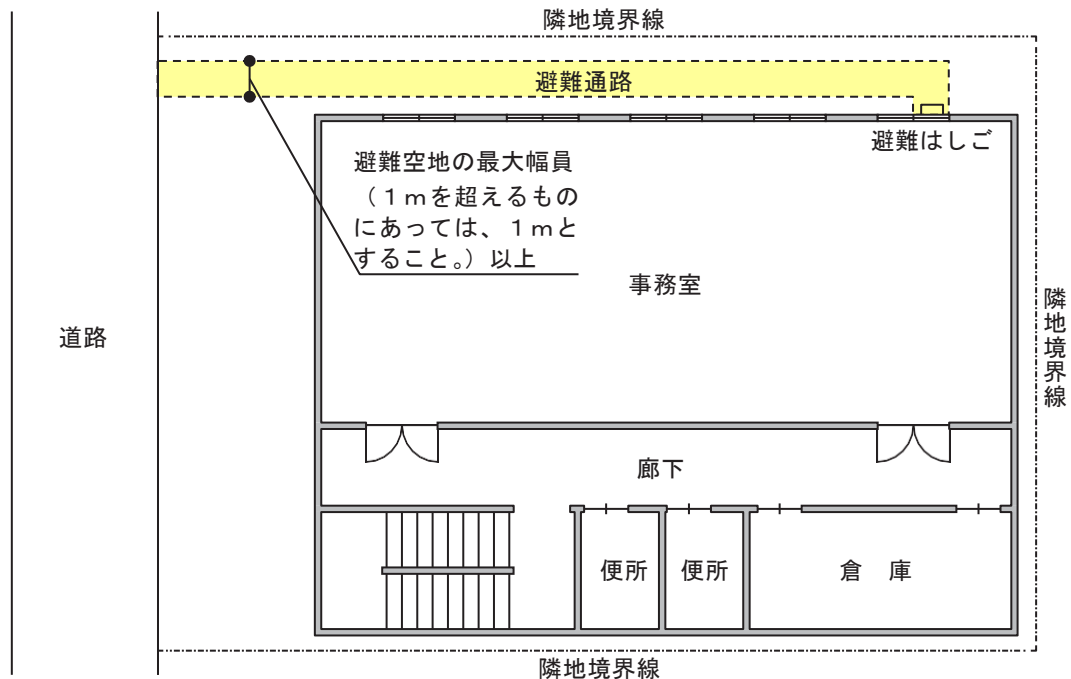 隣地境界線
避難通路
避難はしご
避難空地の最大幅員
（１ｍを超えるもの
にあっては、１ｍと
すること。）以上
事務室
道路
隣地境界線
廊下
便所
便所
倉　庫
隣地境界線